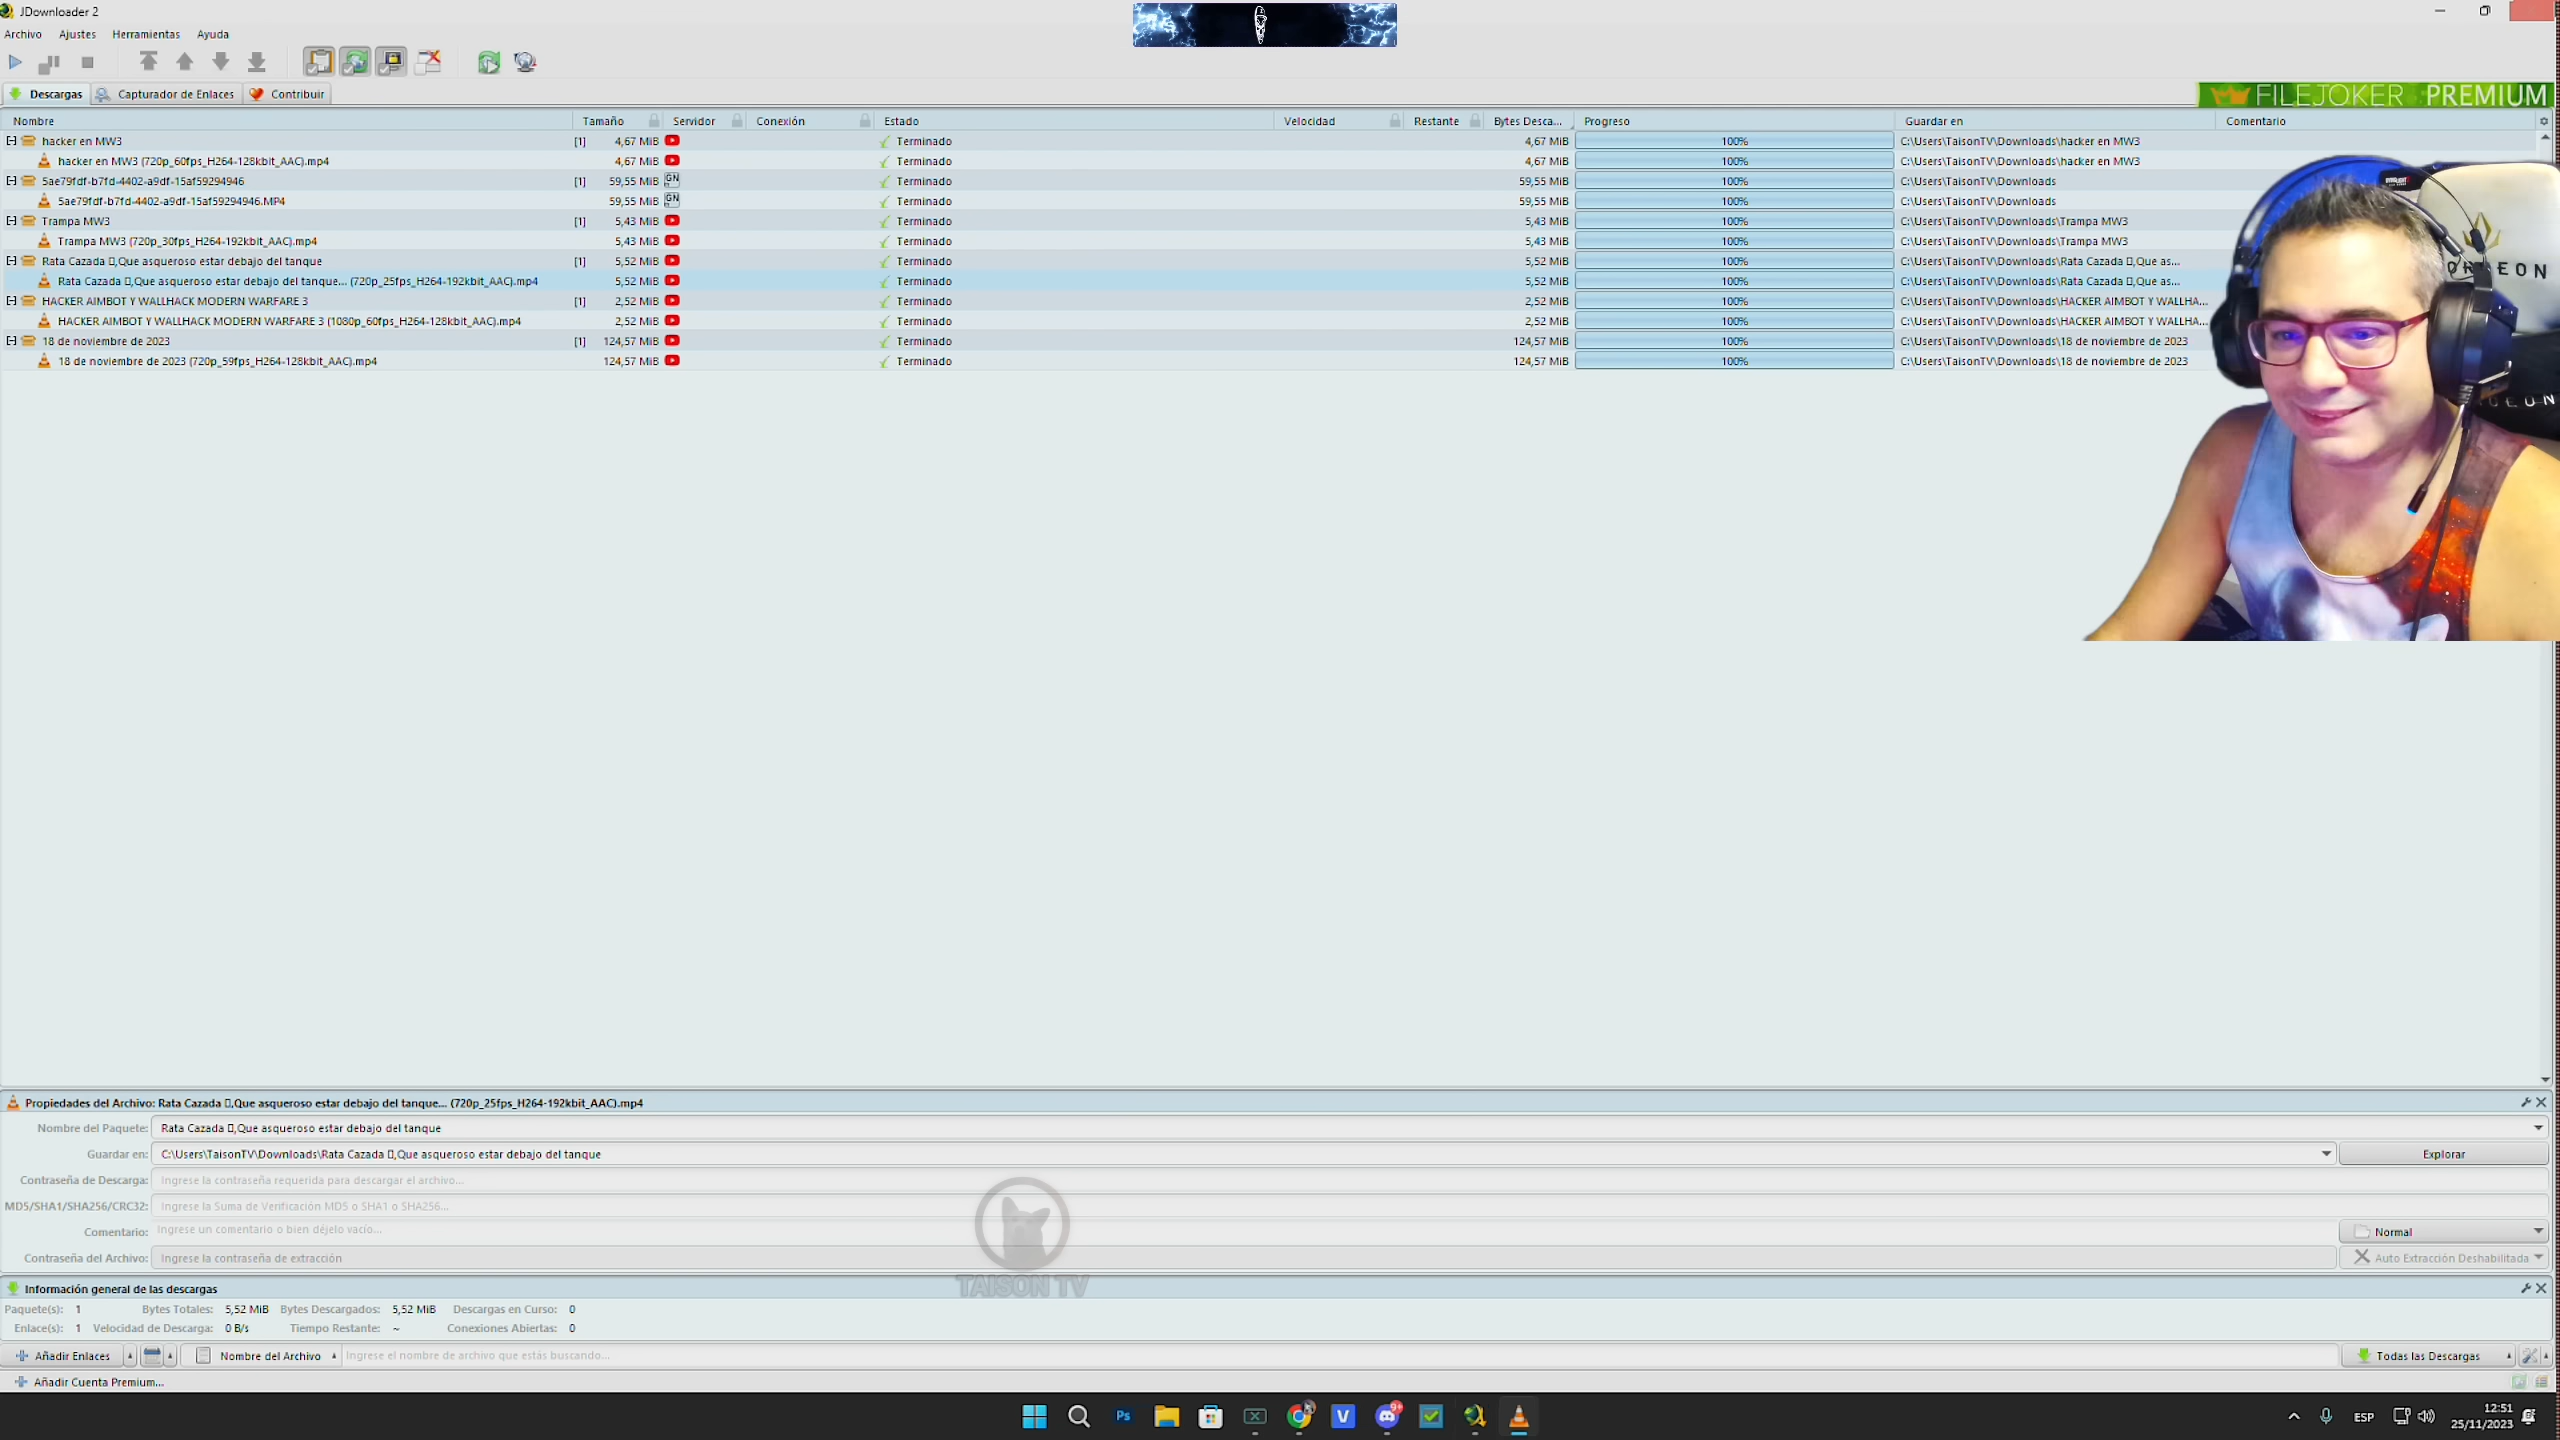 JDownloader 2
Archivo Ajustes Herramientas Ayuda
Descargas Capturador de Enlaces Contribuir
FILEJOKER PREMIUM
Nombre Tamaño Servidor Conexión Estado Velocidad Restante Bytes Desca... Progreso Guardar en Comentario
hacker en MW3 [1] 4,67 MiB Terminado 4,67 MiB 100% C:\Users\TaisonTV\Downloads\hacker en MW3
hacker en MW3 (720p_60fps_H264-128kbit_AAC).mp4 4,67 MiB Terminado 4,67 MiB 100% C:\Users\TaisonTV\Downloads\hacker en MW3
5ae79fdf-b7fd-4402-a9df-15af59294946 [1] 59,55 MiB GN Terminado 59,55 MiB 100% C:\Users\TaisonTV\Downloads
5ae79fdf-b7fd-4402-a9df-15af59294946.MP4 59,55 MiB GN Terminado 59,55 MiB 100% C:\Users\TaisonTV\Downloads
Trampa MW3 [1] 5,43 MiB Terminado 5,43 MiB 100% C:\Users\TaisonTV\Downloads\Trampa MW3
Trampa MW3 (720p_30fps_H264-192kbit_AAC).mp4 5,43 MiB Terminado 5,43 MiB 100% C:\Users\TaisonTV\Downloads\Trampa MW3
Rata Cazada ▯,Que asqueroso estar debajo del tanque [1] 5,52 MiB Terminado 5,52 MiB 100% C:\Users\TaisonTV\Downloads\Rata Cazada ▯,Que as...
Rata Cazada ▯,Que asqueroso estar debajo del tanque... (720p_25fps_H264-192kbit_AAC).mp4 5,52 MiB Terminado 5,52 MiB 100% C:\Users\TaisonTV\Downloads\Rata Cazada ▯,Que as...
HACKER AIMBOT Y WALLHACK MODERN WARFARE 3 [1] 2,52 MiB Terminado 2,52 MiB 100% C:\Users\TaisonTV\Downloads\HACKER AIMBOT Y WALLHA...
HACKER AIMBOT Y WALLHACK MODERN WARFARE 3 (1080p_60fps_H264-128kbit_AAC).mp4 2,52 MiB Terminado 2,52 MiB 100% C:\Users\TaisonTV\Downloads\HACKER AIMBOT Y WALLHA...
18 de noviembre de 2023 [1] 124,57 MiB Terminado 124,57 MiB 100% C:\Users\TaisonTV\Downloads\18 de noviembre de 2023
18 de noviembre de 2023 (720p_59fps_H264-128kbit_AAC).mp4 124,57 MiB Terminado 124,57 MiB 100% C:\Users\TaisonTV\Downloads\18 de noviembre de 2023
Propiedades del Archivo: Rata Cazada ▯,Que asqueroso estar debajo del tanque... (720p_25fps_H264-192kbit_AAC).mp4
Nombre del Paquete: Rata Cazada ▯,Que asqueroso estar debajo del tanque
Guardar en: C:\Users\TaisonTV\Downloads\Rata Cazada ▯,Que asqueroso estar debajo del tanque Explorar
Contraseña de Descarga: Ingrese la contraseña requerida para descargar el archivo...
MD5/SHA1/SHA256/CRC32: Ingrese la Suma de Verificación MD5 o SHA1 o SHA256...
Comentario: Ingrese un comentario o bien déjelo vacío... Normal
Contraseña del Archivo: Ingrese la contraseña de extracción Auto Extracción Deshabilitada
TAISON TV
Información general de las descargas
Paquete(s): 1 Bytes Totales: 5,52 MiB Bytes Descargados: 5,52 MiB Descargas en Curso: 0
Enlace(s): 1 Velocidad de Descarga: 0 B/s Tiempo Restante: ~ Conexiones Abiertas: 0
Añadir Enlaces Nombre del Archivo Ingrese el nombre de archivo que estás buscando... Todas las Descargas
Añadir Cuenta Premium...
Ps V 9+ ESP 12:51
25/11/2023